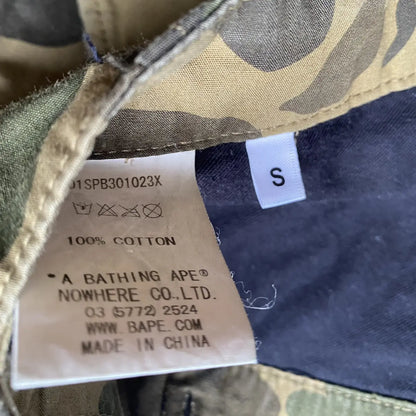 01SPB301023X
100% COTTON
"A BATHING APE®
NOWHERE CO.,LTD.
03 (5772) 2524
WWW.BAPE.COM
MADE IN CHINA
S